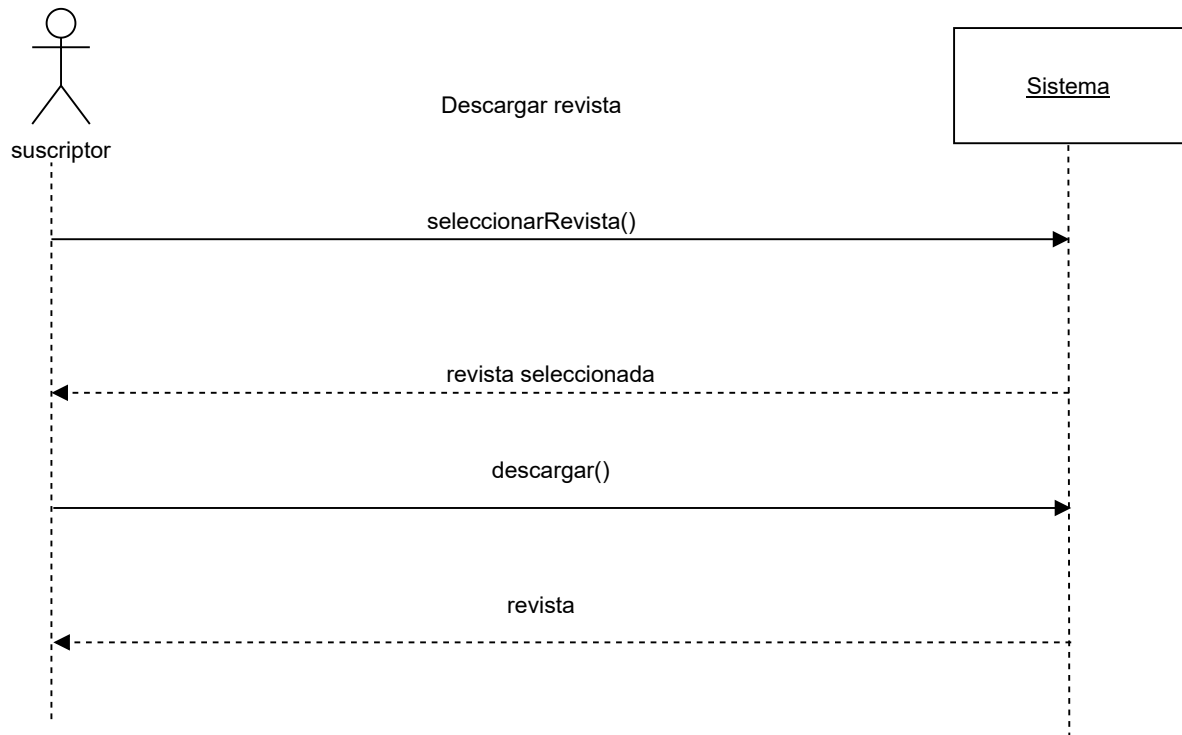 Sistema
Descargar revista
suscriptor
seleccionarRevista()
revista seleccionada
descargar()
revista